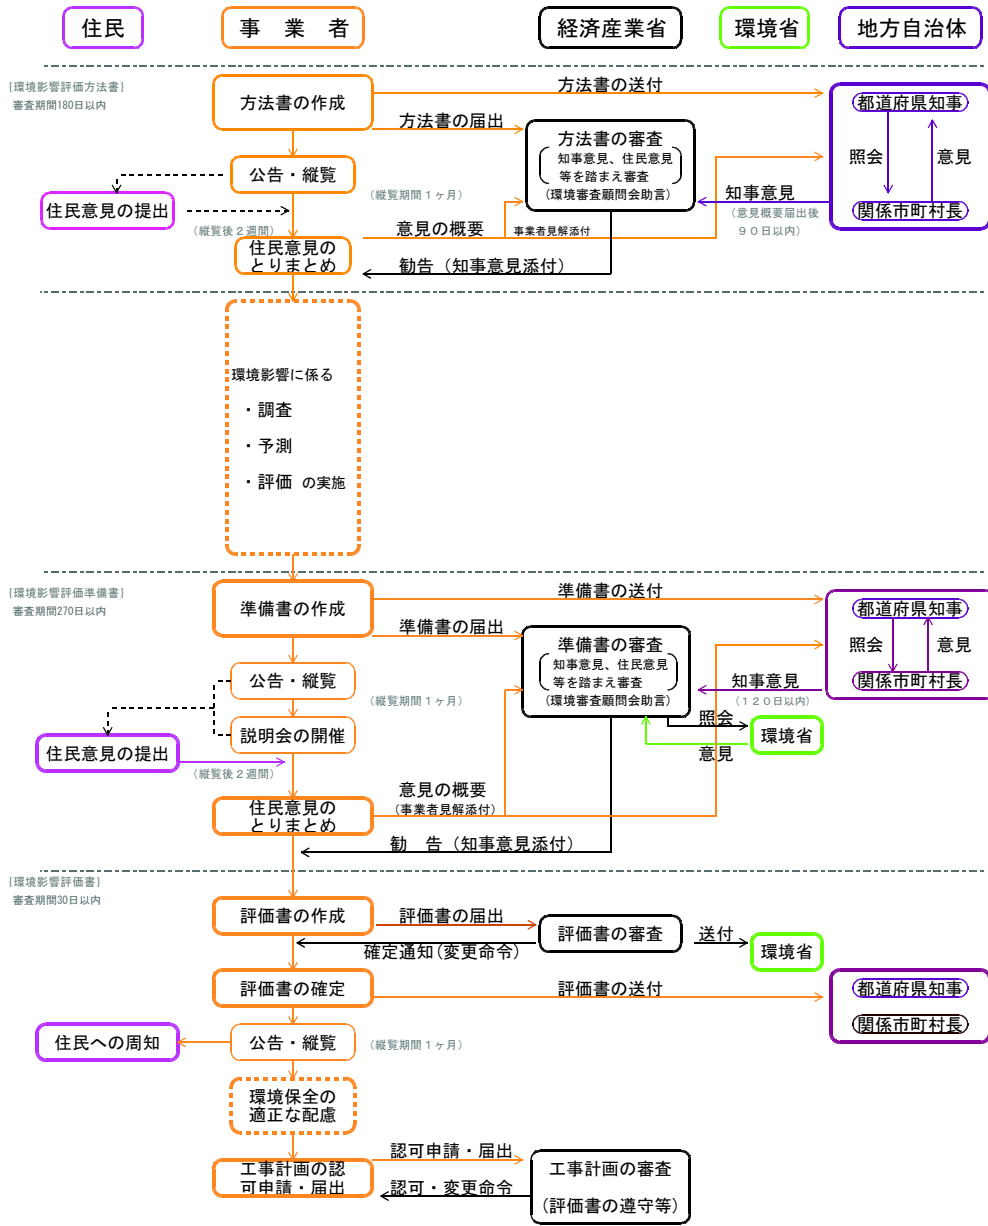 住民
事　業　者
経済産業省
環境省
地方自治体
{環境影響評価方法書}
審査期間180日以内
方法書の作成
方法書の送付
方法書の届出
方法書の審査
知事意見、住民意見
等を踏まえ審査
(環境審査顧問会助言)
都道府県知事
照会
意見
関係市町村長
公告・縦覧
(縦覧期間１ヶ月)
知事意見
(意見概要届出後
９０日以内)
住民意見の提出
(縦覧後２週間)
意見の概要
事業者見解添付
住民意見の
とりまとめ
勧告（知事意見添付）
環境影響に係る
・調査
・予測
・評価 の実施
{環境影響評価準備書}
審査期間270日以内
準備書の作成
準備書の送付
準備書の届出
準備書の審査
知事意見、住民意見
等を踏まえ審査
(環境審査顧問会助言)
都道府県知事
照会
意見
関係市町村長
公告・縦覧
(縦覧期間１ヶ月)
知事意見
(１２０日以内)
説明会の開催
照会
環境省
意見
住民意見の提出
(縦覧後２週間)
意見の概要
(事業者見解添付)
住民意見の
とりまとめ
勧　告（知事意見添付）
{環境影響評価書}
審査期間30日以内
評価書の作成
評価書の届出
評価書の審査
送付
環境省
確定通知(変更命令)
評価書の確定
評価書の送付
都道府県知事
関係市町村長
住民への周知
公告・縦覧
(縦覧期間１ヶ月)
環境保全の
適正な配慮
工事計画の認
可申請・届出
認可申請・届出
認可・変更命令
工事計画の審査
(評価書の遵守等)